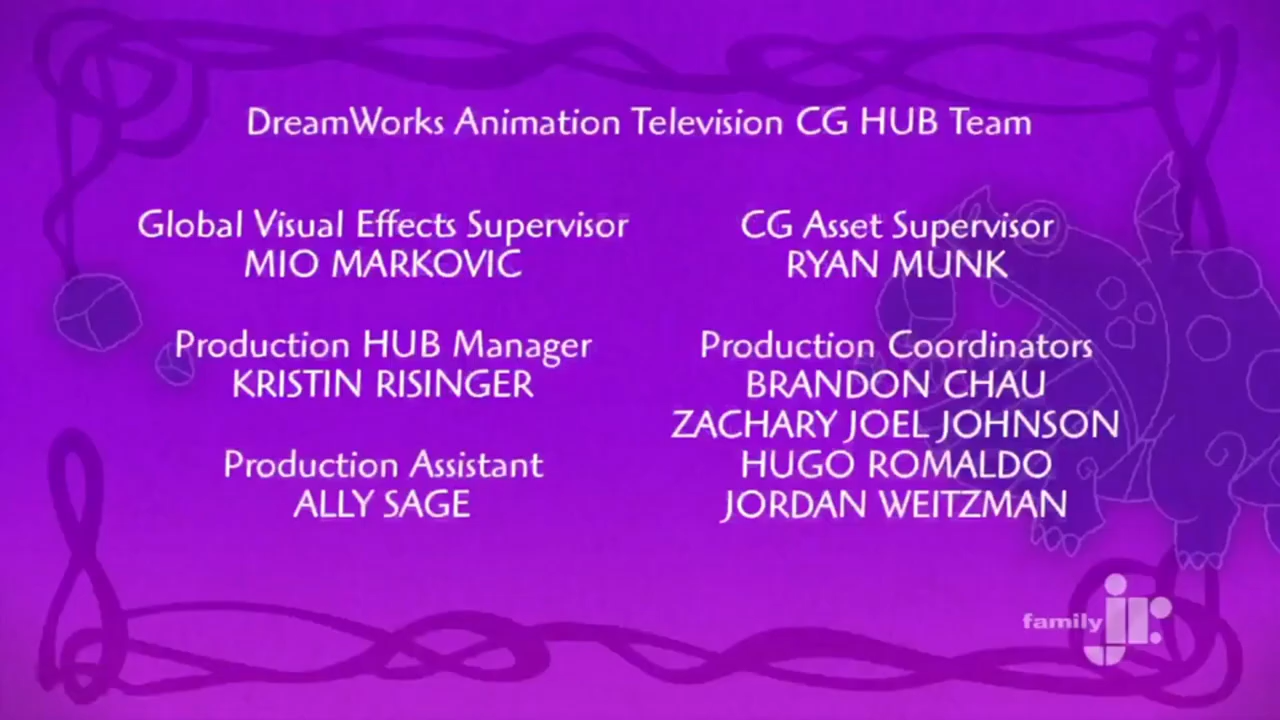 DreamWorks Animation Television CG HUB Team
Global Visual Effects Supervisor
MIO MARKOVIC
Production HUB Manager
KRISTIN RISINGER
Production Assistant
ALLY SAGE
CG Asset Supervisor
RYAN MUNK
Production Coordinators
BRANDON CHAU
ZACHARY JOEL JOHNSON
HUGO ROMALDO
JORDAN WEITZMAN
family jr.